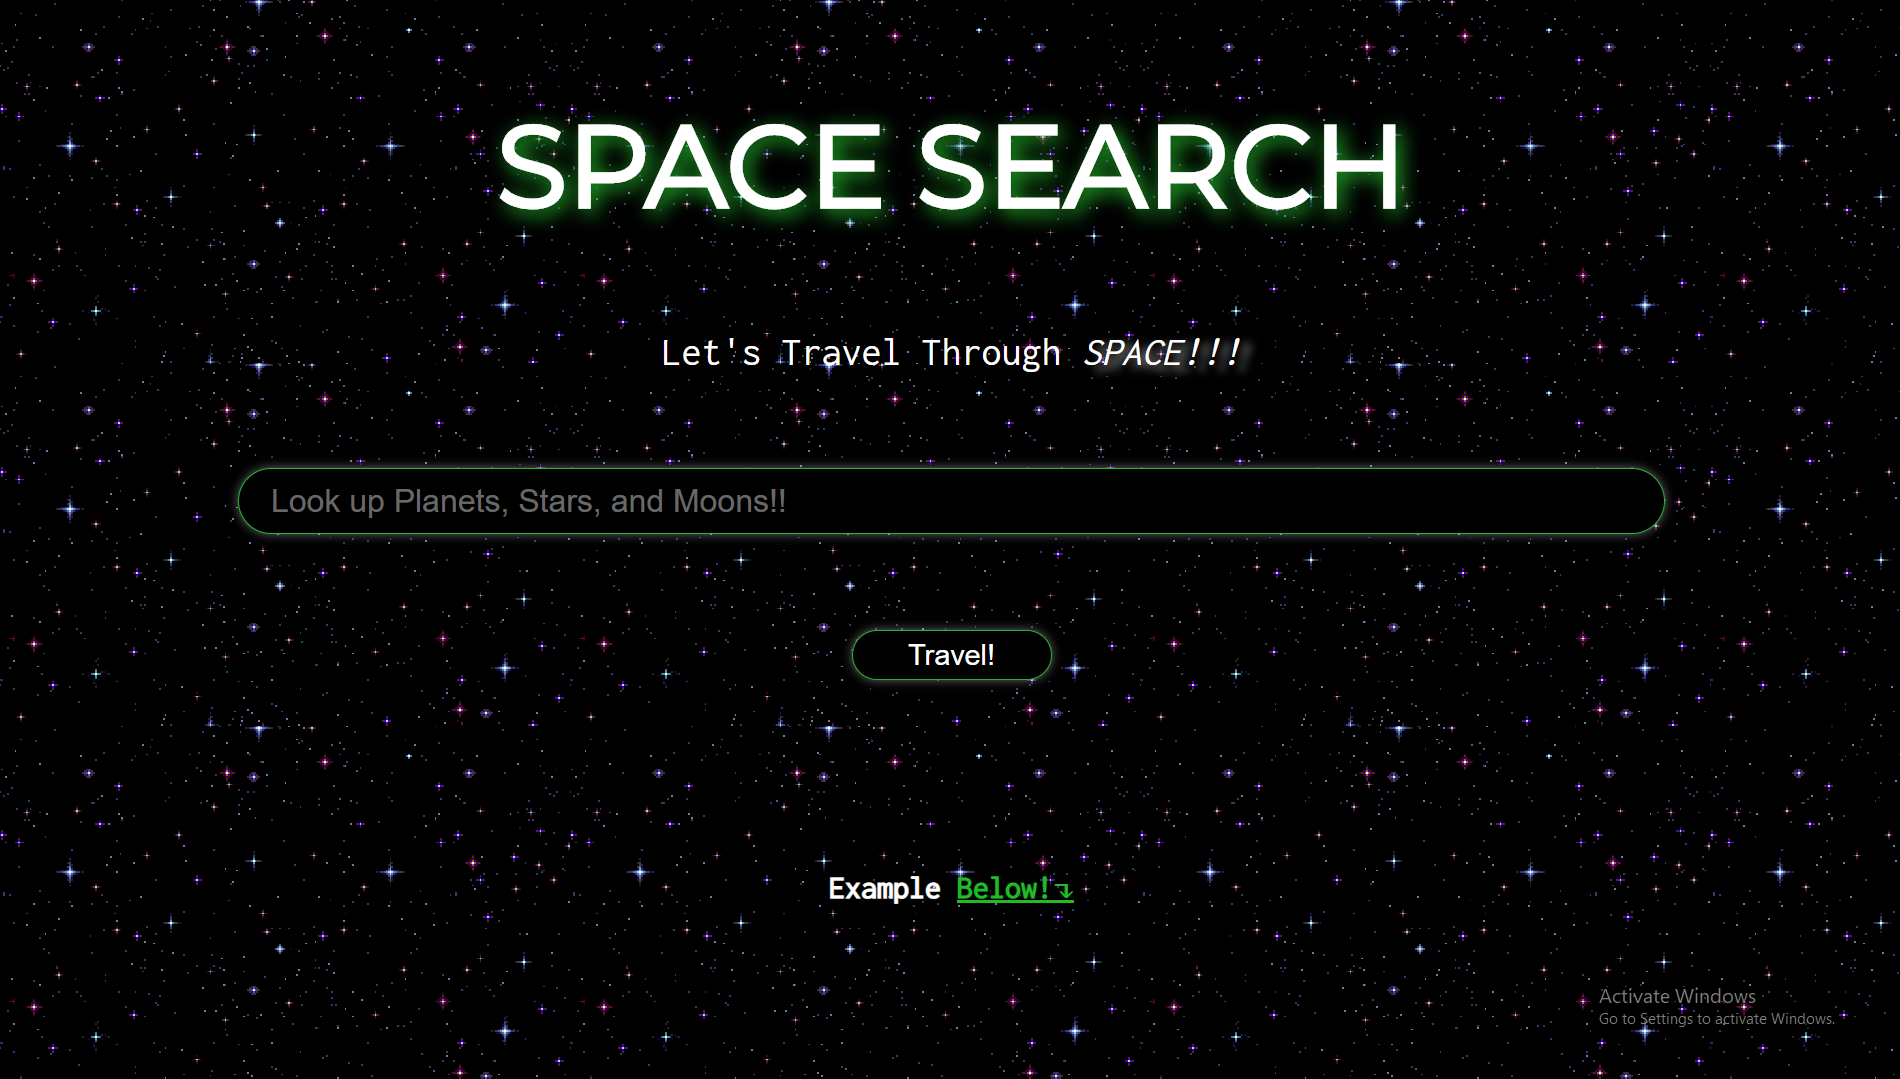 SPACE SEARCH
Let's Travel Through SPACE!!!
Look up Planets, Stars, and Moons!!
Travel!
Example Below!↴
Activate Windows
Go to Settings to activate Windows.